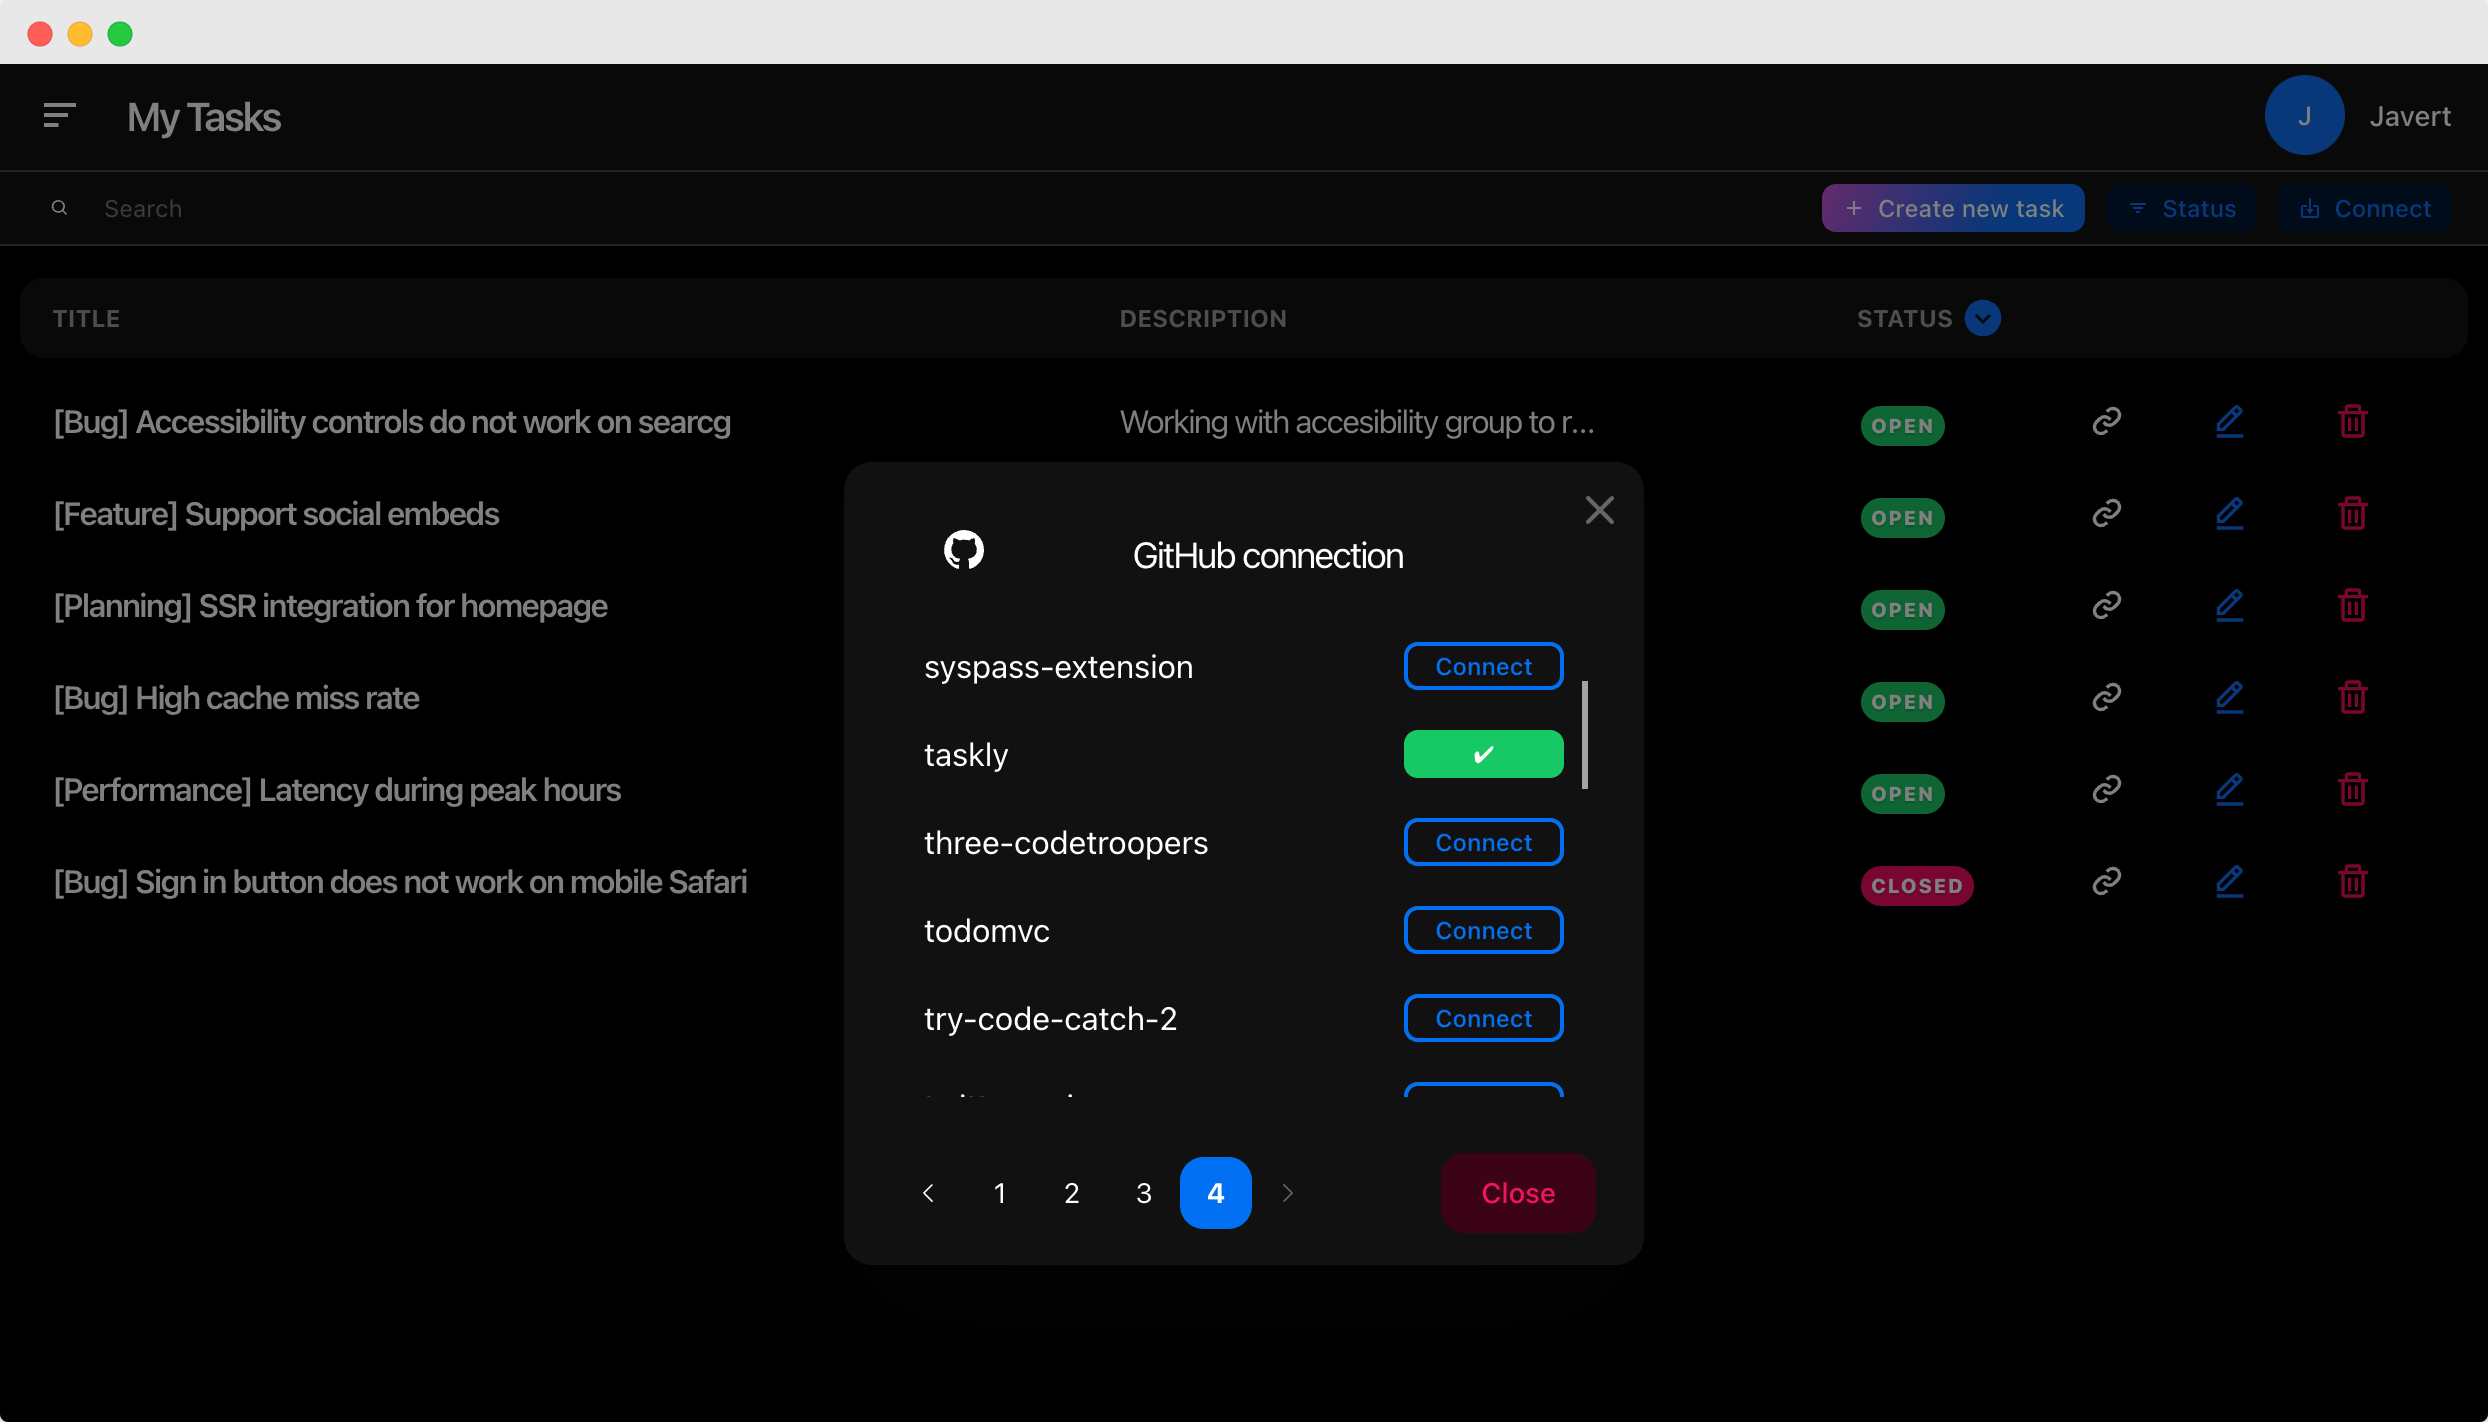 My Tasks
J Javert
Search
+ Create new task Status Connect
TITLE DESCRIPTION STATUS
[Bug] Accessibility controls do not work on searcg Working with accesibility group to r... OPEN
[Feature] Support social embeds OPEN
[Planning] SSR integration for homepage OPEN
[Bug] High cache miss rate OPEN
[Performance] Latency during peak hours OPEN
[Bug] Sign in button does not work on mobile Safari CLOSED
GitHub connection
syspass-extension Connect
taskly ✔
three-codetroopers Connect
todomvc Connect
try-code-catch-2 Connect
1 2 3 4
Close